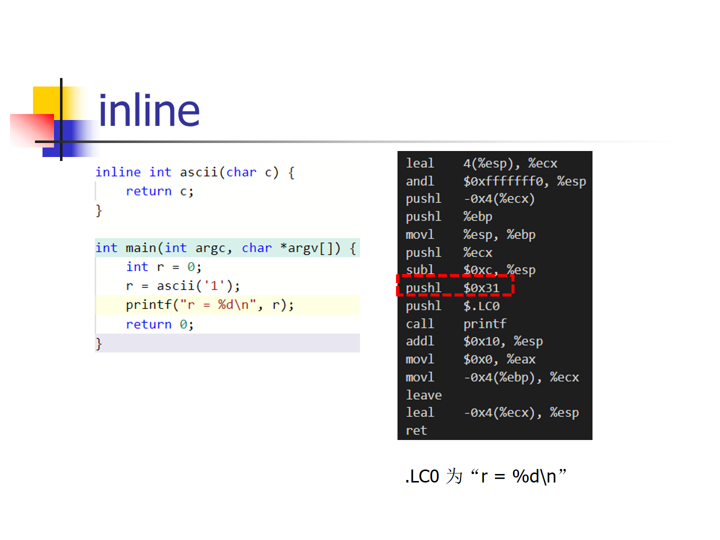 inline
inline int ascii(char c) {
    return c;
}
int main(int argc, char *argv[]) {
    int r = 0;
    r = ascii('1');
    printf("r = %d\n", r);
    return 0;
}
leal 4(%esp), %ecx
andl $0xfffffff0, %esp
pushl -0x4(%ecx)
pushl %ebp
movl %esp, %ebp
pushl %ecx
subl $0xc, %esp
pushl $0x31
pushl $.LC0
call printf
addl $0x10, %esp
movl $0x0, %eax
movl -0x4(%ebp), %ecx
leave
leal -0x4(%ecx), %esp
ret
.LC0 为 “r = %d\n”